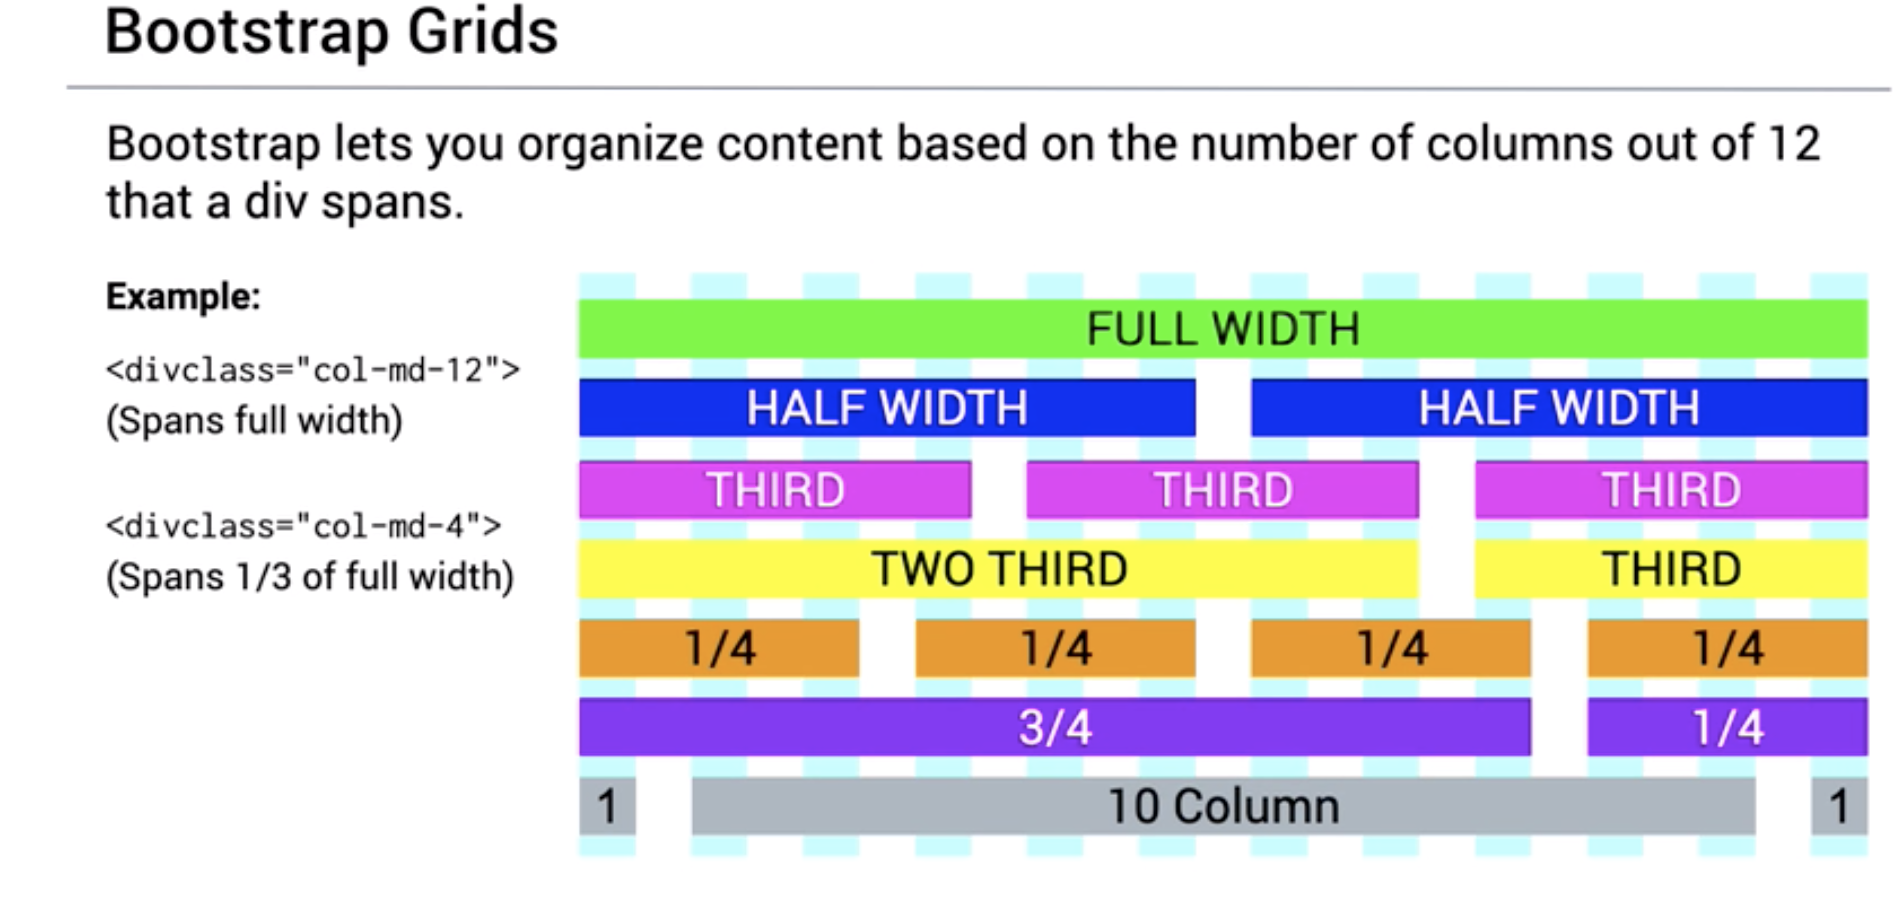 Bootstrap Grids
Bootstrap lets you organize content based on the number of columns out of 12
that a div spans.
Example:
<divclass="col-md-12">
(Spans full width)
<divclass="col-md-4">
(Spans 1/3 of full width)
FULL WIDTH
HALF WIDTH HALF WIDTH
THIRD THIRD THIRD
TWO THIRD THIRD
1/4 1/4 1/4 1/4
3/4 1/4
1 10 Column 1